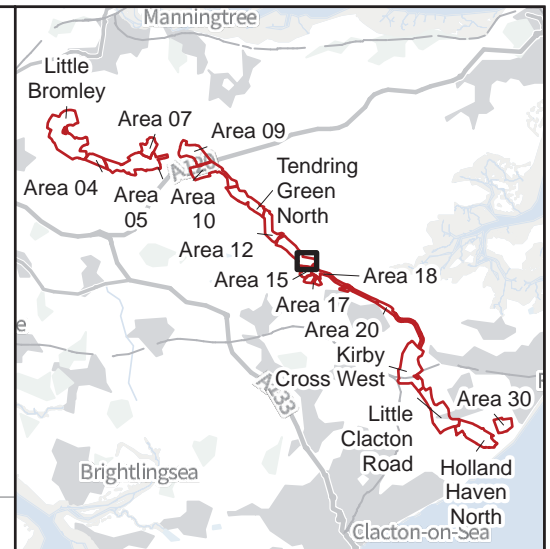 Manningtree
Little
Bromley
Area 07
Area 09
A120
Tendring
Green
North
Area 04
Area
05
Area
10
Area 12
Area 15
Area 18
Area 17
Area 20
Kirby
Cross West
A133
Area 30
Little
Clacton
Road
Holland
Haven
North
Brightlingsea
Clacton-on-Sea